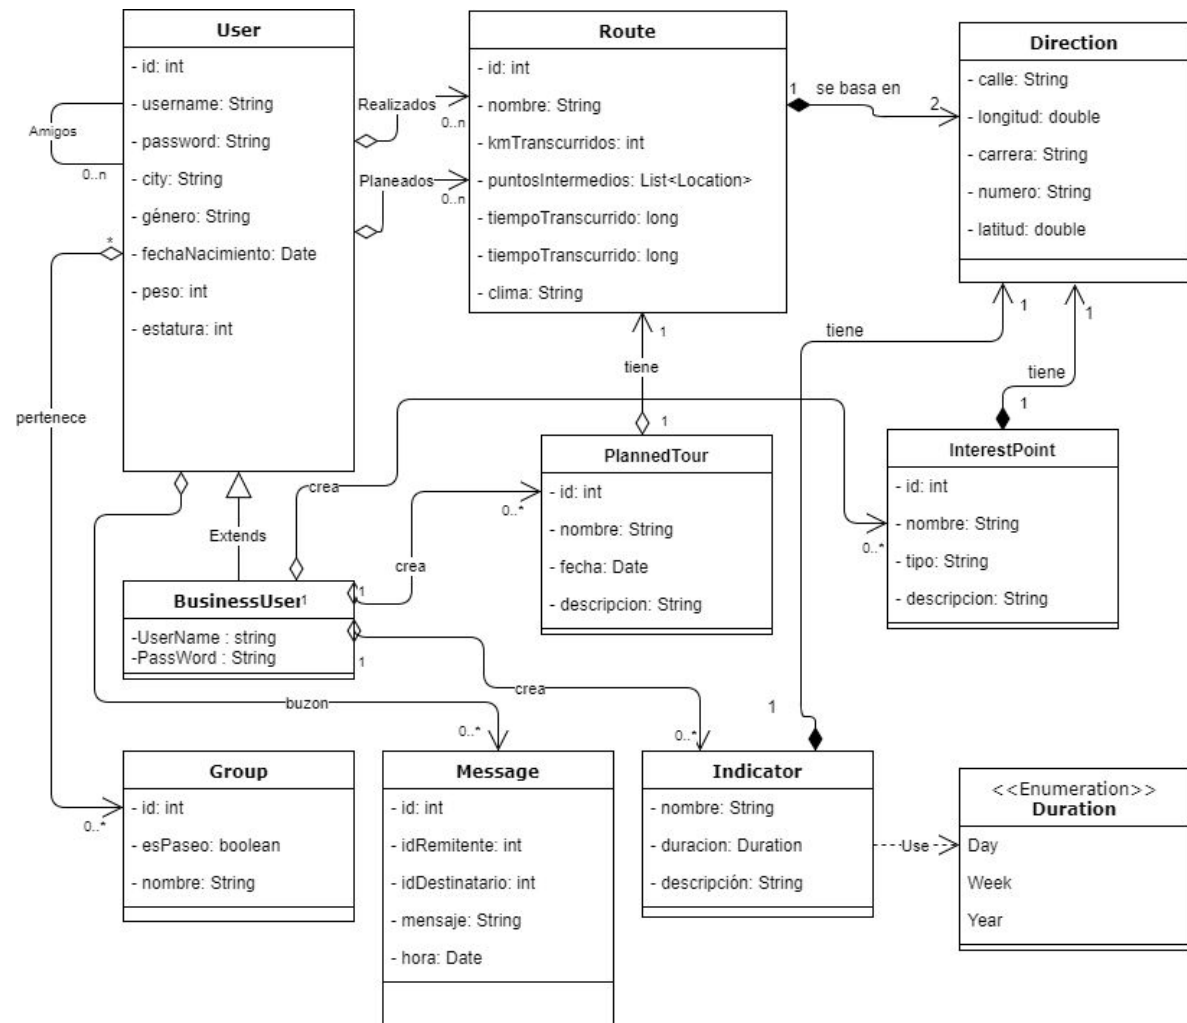 User
- id: int
- username: String
- password: String
- city: String
- género: String
- fechaNacimiento: Date
- peso: int
- estatura: int
Amigos
0..n
*
pertenece
Realizados
0..n
Planeados
0..n
Route
- id: int
- nombre: String
- kmTranscurridos: int
- puntosIntermedios: List<Location>
- tiempoTranscurrido: long
- tiempoTranscurrido: long
- clima: String
1
se basa en
2
Direction
- calle: String
- longitud: double
- carrera: String
- numero: String
- latitud: double
1
tiene
1
1
tiene
1
tiene
1
crea
0..*
PlannedTour
- id: int
- nombre: String
- fecha: Date
- descripcion: String
InterestPoint
- id: int
- nombre: String
- tipo: String
- descripcion: String
0..*
Extends
crea
BusinessUser
1
1
-UserName : string
-PassWord : String
1
buzon
0..*
crea
0..*
1
Group
- id: int
- esPaseo: boolean
- nombre: String
0..*
Message
- id: int
- idRemitente: int
- idDestinatario: int
- mensaje: String
- hora: Date
Indicator
- nombre: String
- duracion: Duration
- descripción: String
Use
<<Enumeration>>
Duration
Day
Week
Year